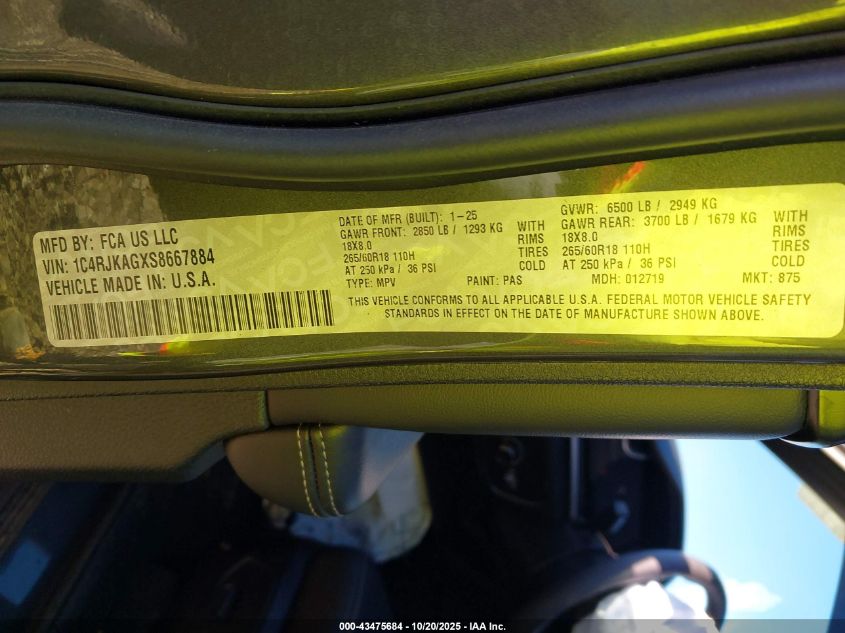 MFD BY: FCA US LLC
VIN: 1C4RJKAGXS8667884
VEHICLE MADE IN: U.S.A.
DATE OF MFR (BUILT): 1-25
GAWR FRONT: 2850 LB / 1293 KG WITH
18X8.0 RIMS
265/60R18 110H TIRES
AT 250 kPa / 36 PSI COLD
TYPE: MPV PAINT: PAS
GVWR: 6500 LB / 2949 KG
GAWR REAR: 3700 LB / 1679 KG WITH
18X8.0 RIMS
265/60R18 110H TIRES
AT 250 kPa / 36 PSI COLD
MDH: 012719 MKT: 875
THIS VEHICLE CONFORMS TO ALL APPLICABLE U.S.A. FEDERAL MOTOR VEHICLE SAFETY
STANDARDS IN EFFECT ON THE DATE OF MANUFACTURE SHOWN ABOVE.
000-43475684 - 10/20/2025 - IAA Inc.